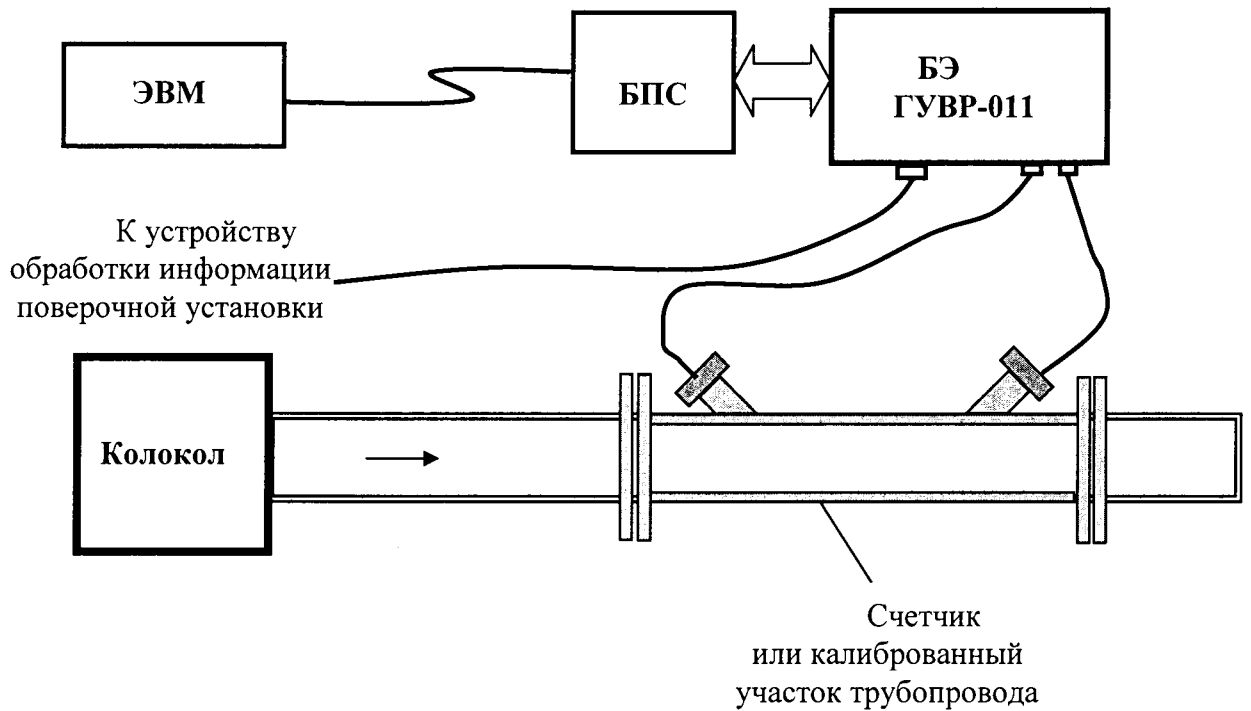 ЭВМ
БПС
БЭ
ГУВР-011
К устройству
обработки информации
поверочной установки
Колокол
Счетчик
или калиброванный
участок трубопровода